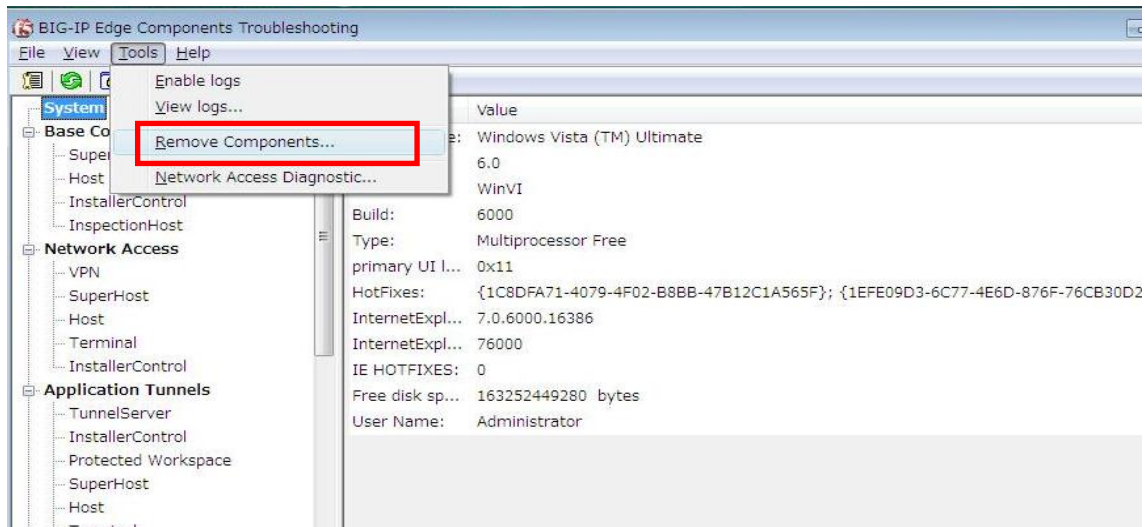 BIG-IP Edge Components Troubleshooting
File View Tools Help
Enable logs
View logs...
Remove Components...
Network Access Diagnostic...
System
Base Co
Super
Host
InstallerControl
InspectionHost
Network Access
VPN
SuperHost
Host
Terminal
InstallerControl
Application Tunnels
TunnelServer
InstallerControl
Protected Workspace
SuperHost
Host
Value
e: Windows Vista (TM) Ultimate
6.0
WinVI
Build: 6000
Type: Multiprocessor Free
primary UI l... 0x11
HotFixes: {1C8DFA71-4079-4F02-B8BB-47B12C1A565F}; {1EFE09D3-6C77-4E6D-876F-76CB30D2
InternetExpl... 7.0.6000.16386
InternetExpl... 76000
IE HOTFIXES: 0
Free disk sp... 163252449280 bytes
User Name: Administrator